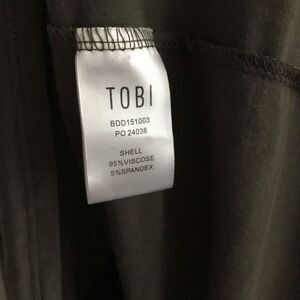 TOBI
BDD151003
PO 24036
SHELL
95%VISCOSE
5%SPANDEX